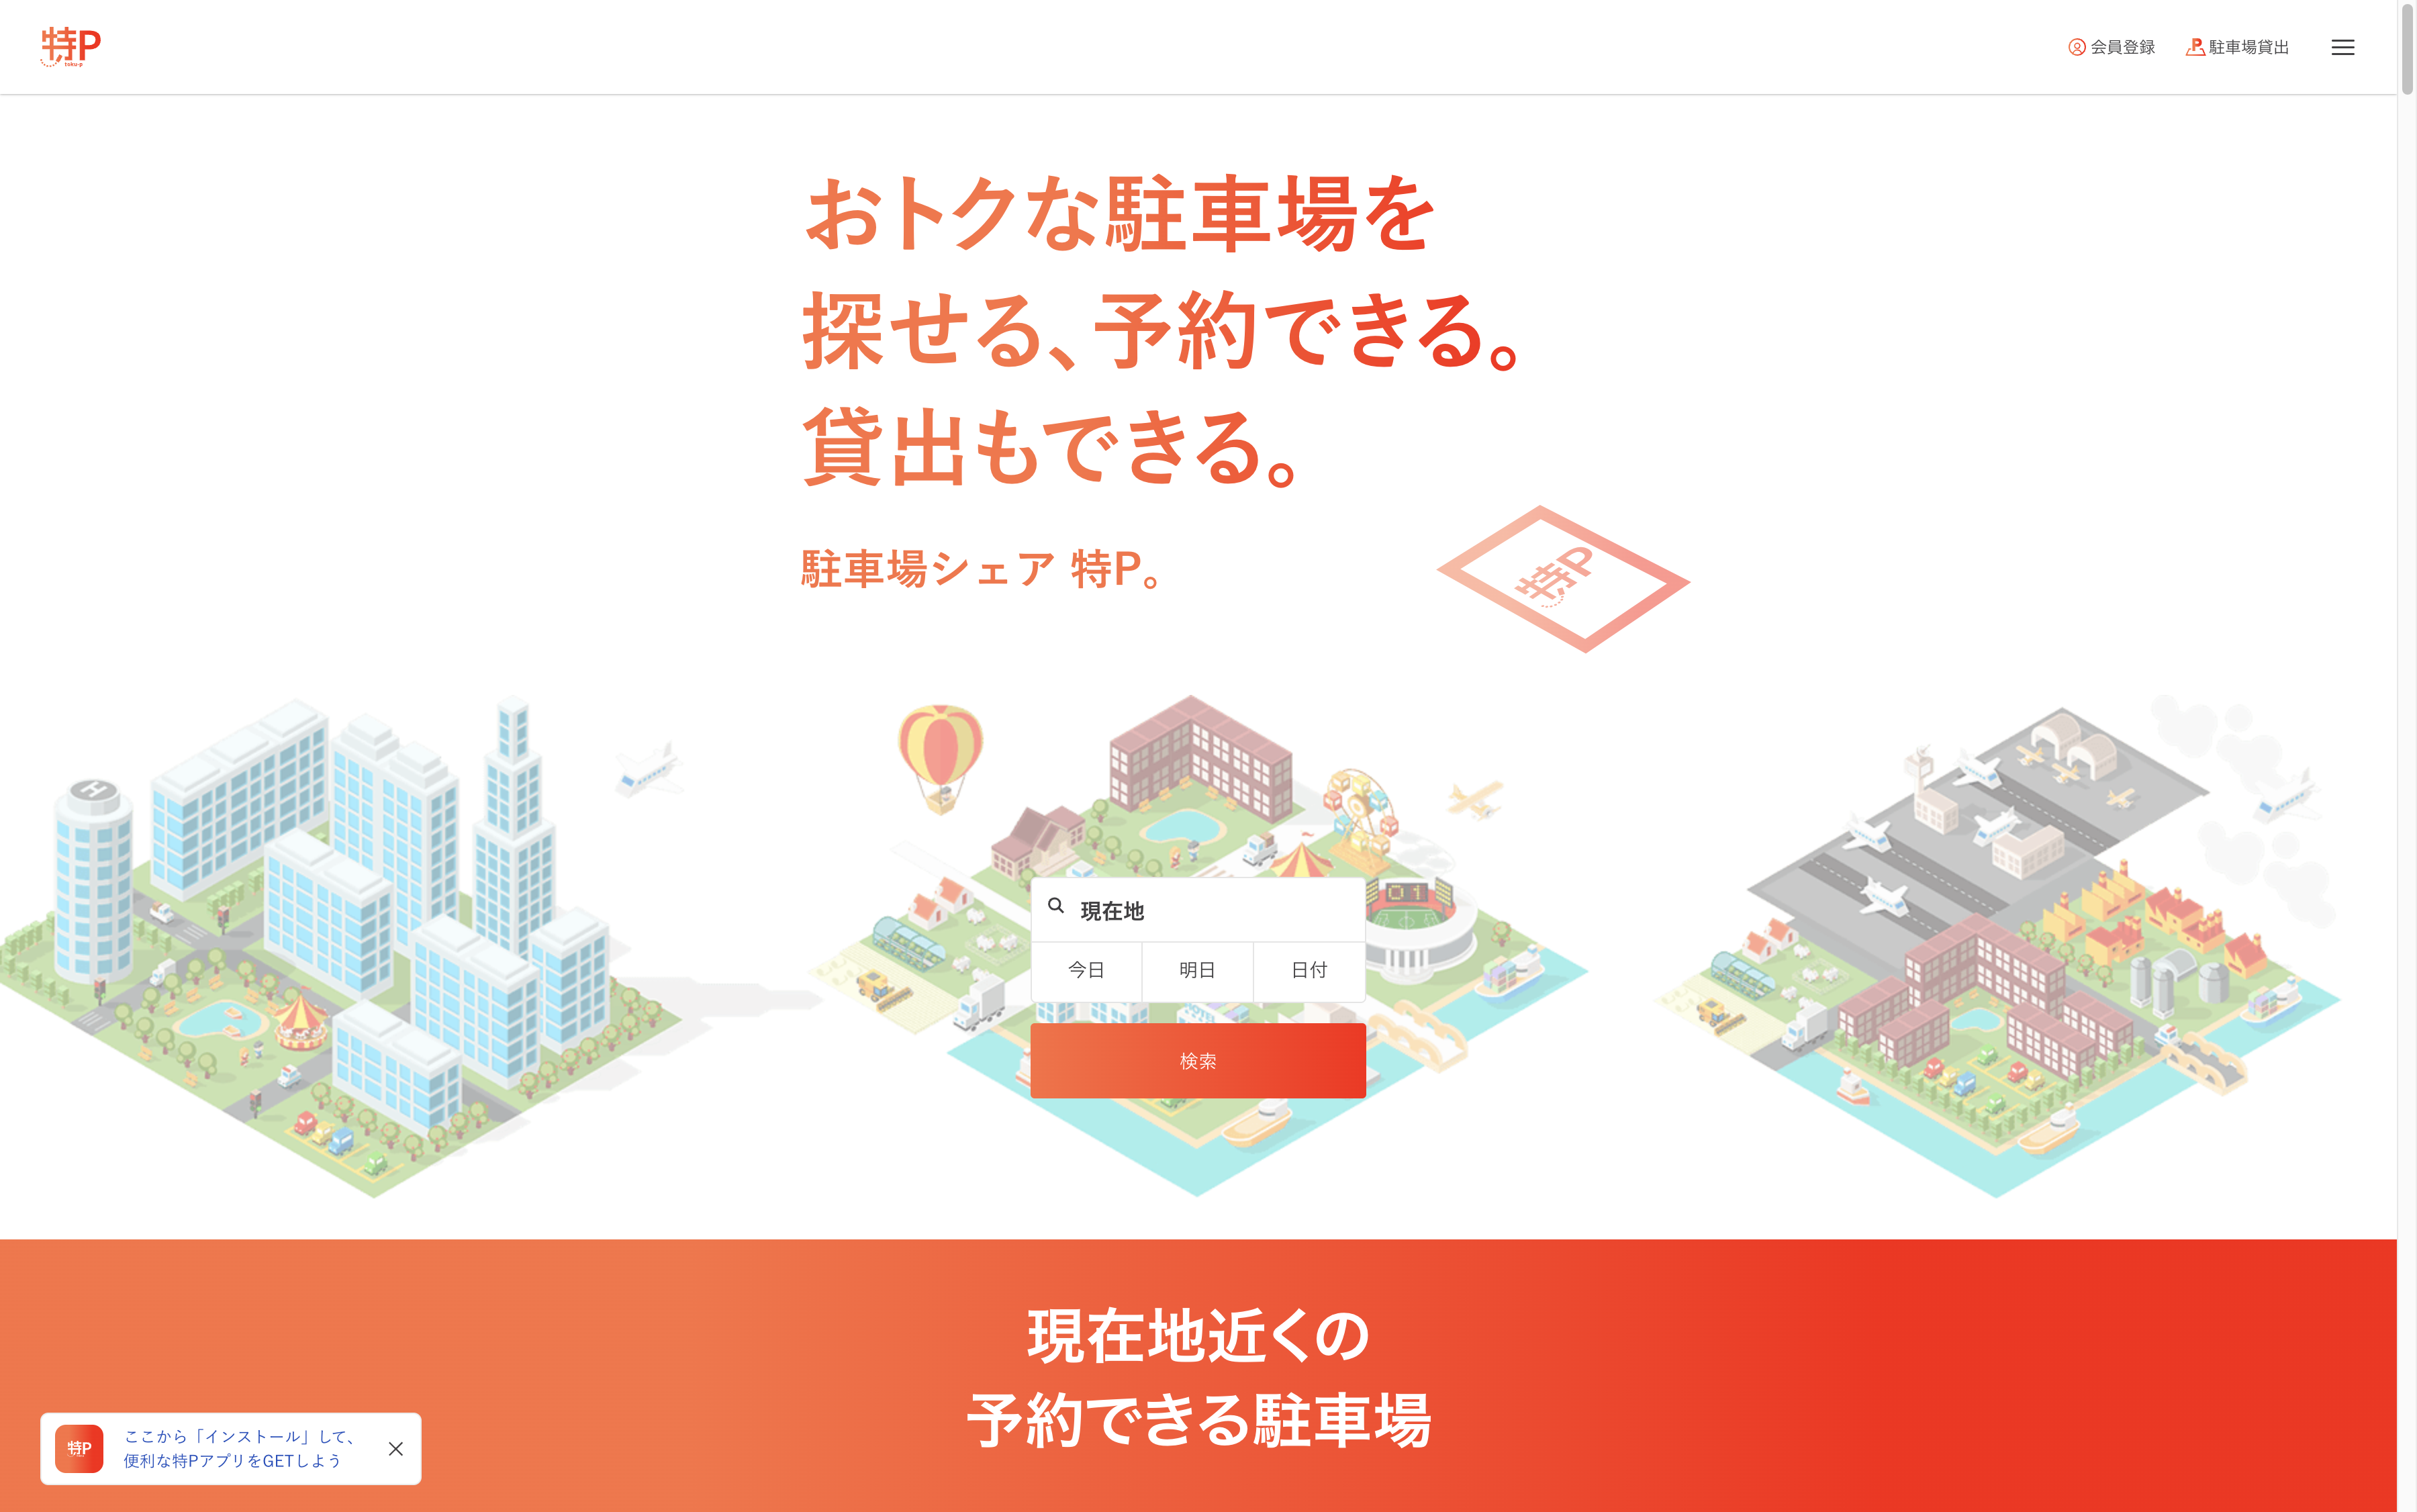 特P
toku-p
会員登録
駐車場貸出
おトクな駐車場を
探せる、予約できる。
貸出もできる。
駐車場シェア 特P。
特P
H
01
現在地
今日
明日
日付
HOTEL
検索
現在地近くの
予約できる駐車場
特P
ここから「インストール」して、
便利な特PアプリをGETしよう